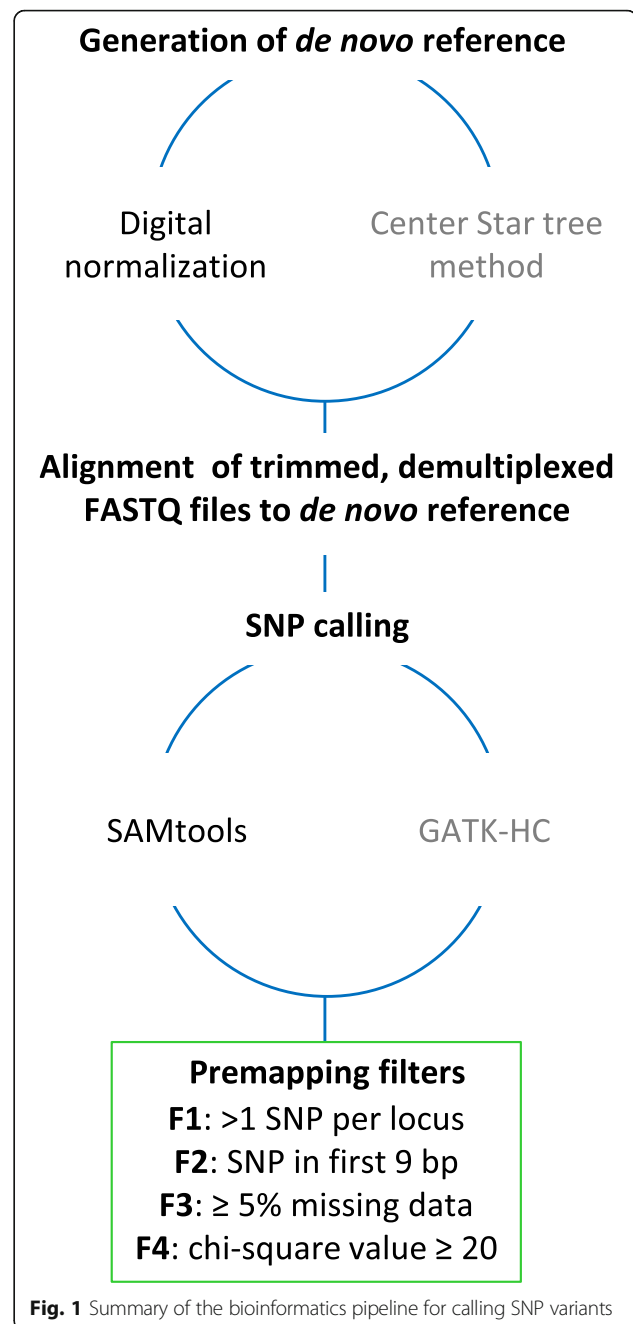 Generation of de novo reference
Digital normalization
Center Star tree method
Alignment of trimmed, demultiplexed
FASTQ files to de novo reference
SNP calling
SAMtools
GATK-HC
Premapping filters
F1: >1 SNP per locus
F2: SNP in first 9 bp
F3: ≥ 5% missing data
F4: chi-square value ≥ 20
Fig. 1 Summary of the bioinformatics pipeline for calling SNP variants